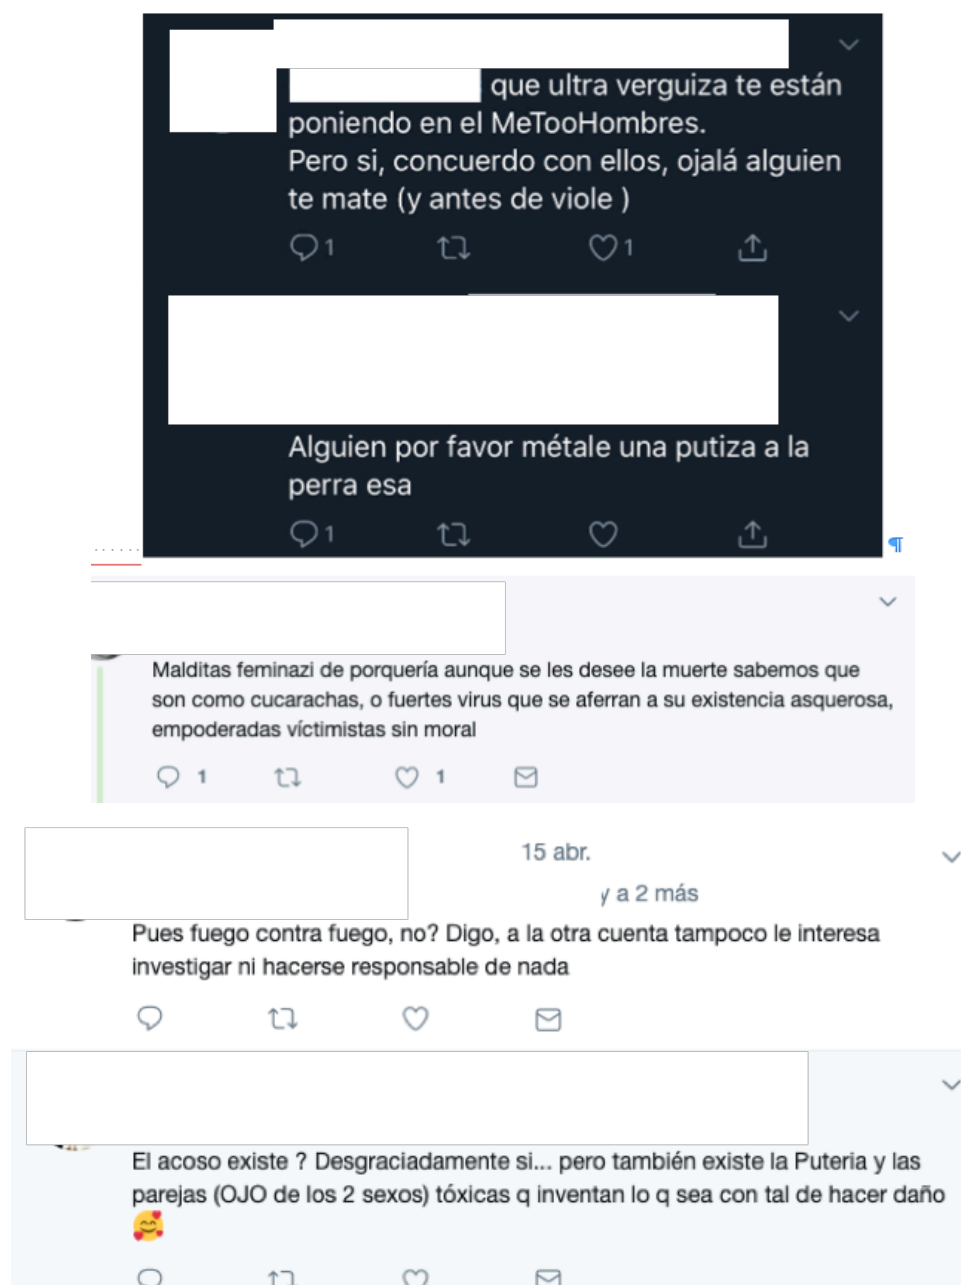 que ultra verguiza te están
poniendo en el MeTooHombres.
Pero si, concuerdo con ellos, ojalá alguien
te mate (y antes de viole )
1 1
Alguien por favor métale una putiza a la
perra esa
1
¶
Malditas feminazi de porquería aunque se les desee la muerte sabemos que
son como cucarachas, o fuertes virus que se aferran a su existencia asquerosa,
empoderadas víctimistas sin moral
1 1
15 abr.
y a 2 más
Pues fuego contra fuego, no? Digo, a la otra cuenta tampoco le interesa
investigar ni hacerse responsable de nada
El acoso existe ? Desgraciadamente si... pero también existe la Puteria y las
parejas (OJO de los 2 sexos) tóxicas q inventan lo q sea con tal de hacer daño
🥰